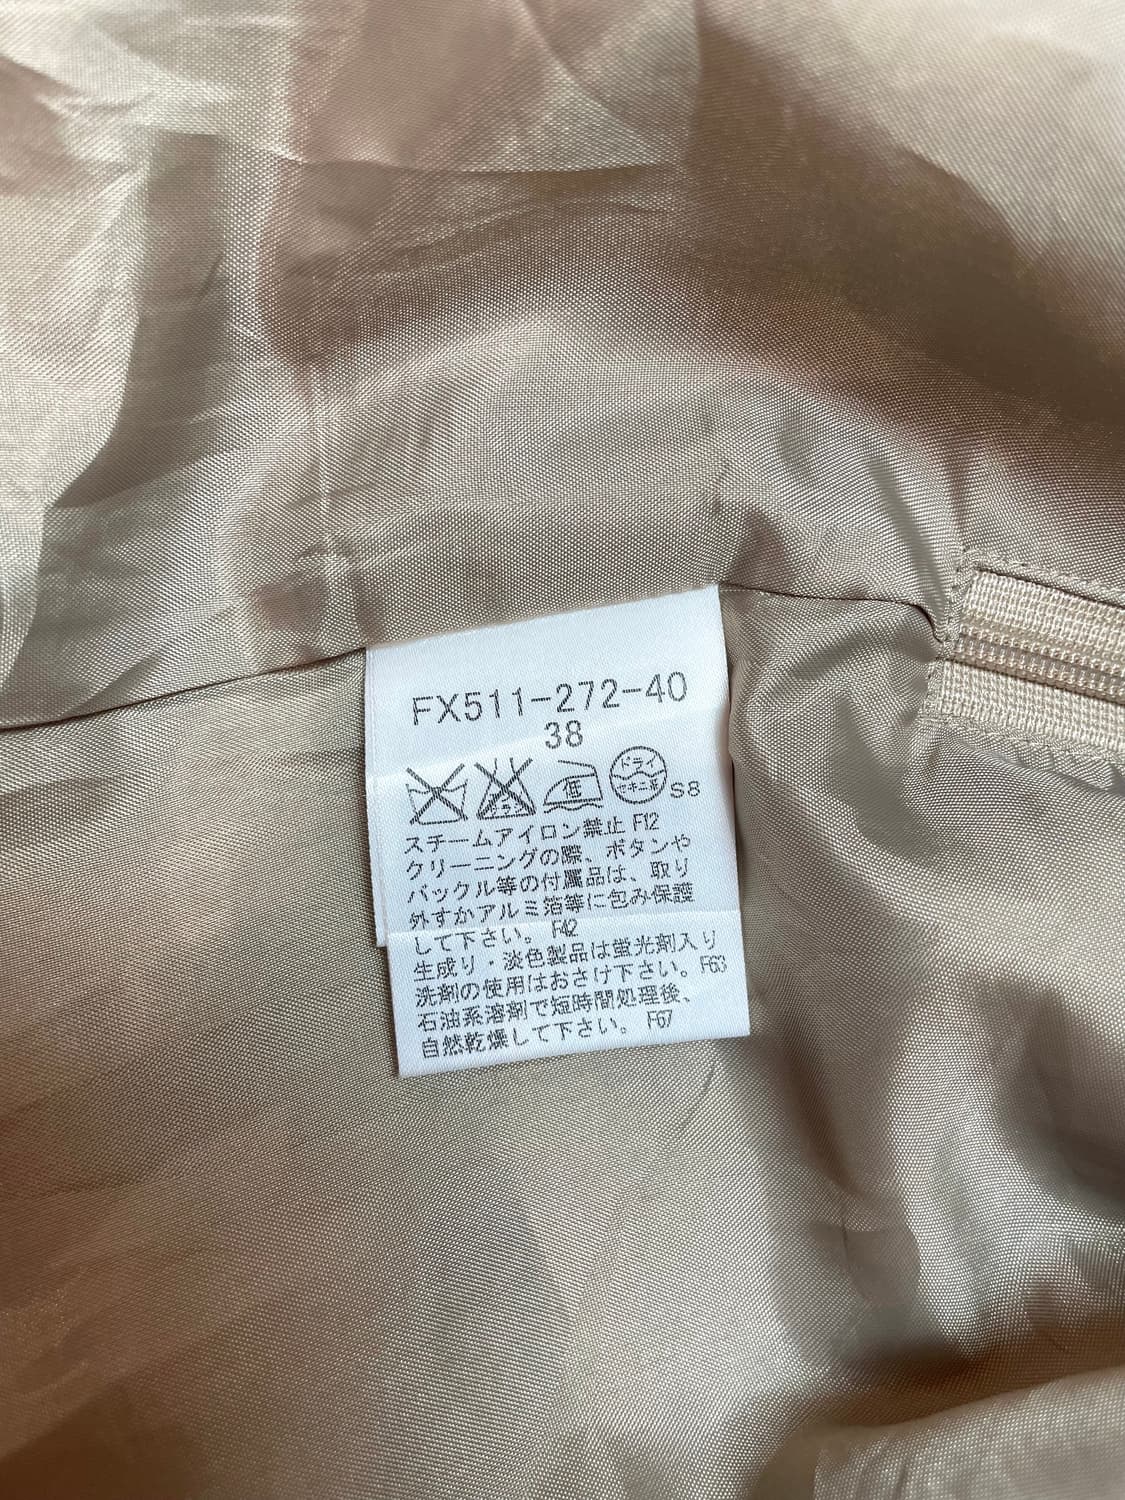 FX511-272-40
38
低
ドライ
セキユ系
S8
スチームアイロン禁止 F12
クリーニングの際、ボタンや
バックル等の付属品は、取り
外すかアルミ箔等に包み保護
して下さい。 F42
生成り・淡色製品は蛍光剤入り
洗剤の使用はおさけ下さい。F63
石油系溶剤で短時間処理後、
自然乾燥して下さい。 F67